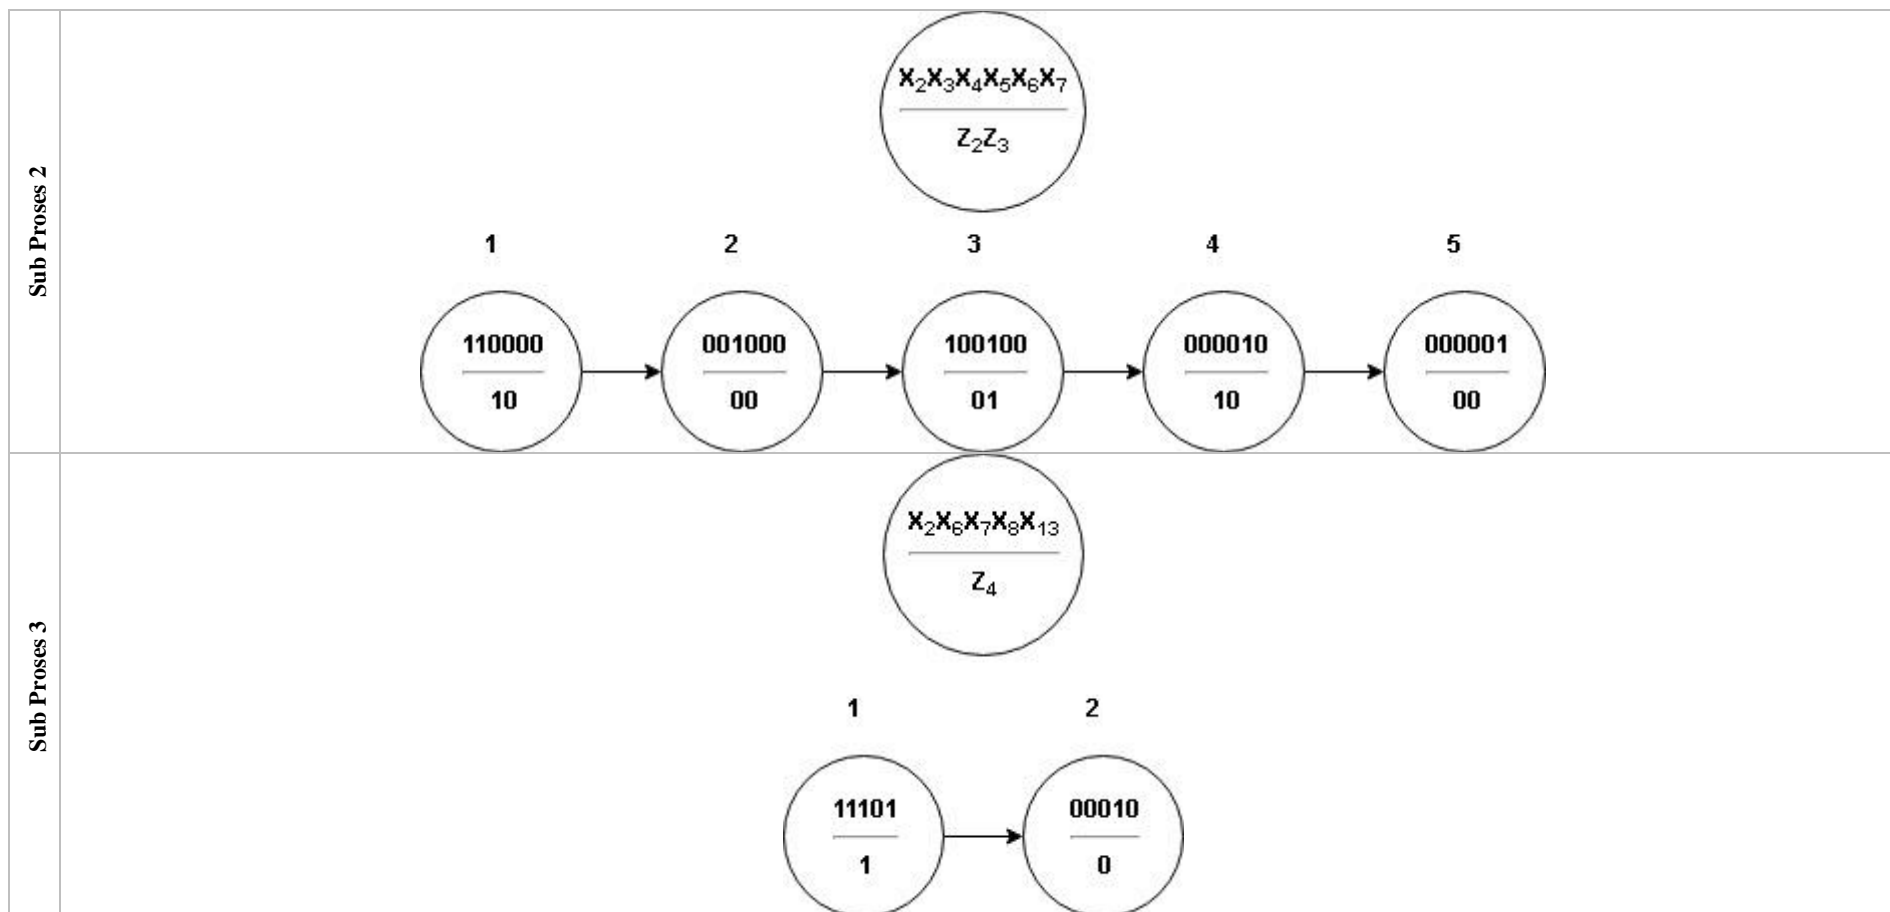 Sub Proses 2
x₂x₃x₄x₅x₆x₇
z₂z₃
1 2 3 4 5
110000 001000 100100 000010 000001
10 00 01 10 00
Sub Proses 3
x₂x₆x₇x₈x₁₃
z₄
1 2
11101 00010
1 0